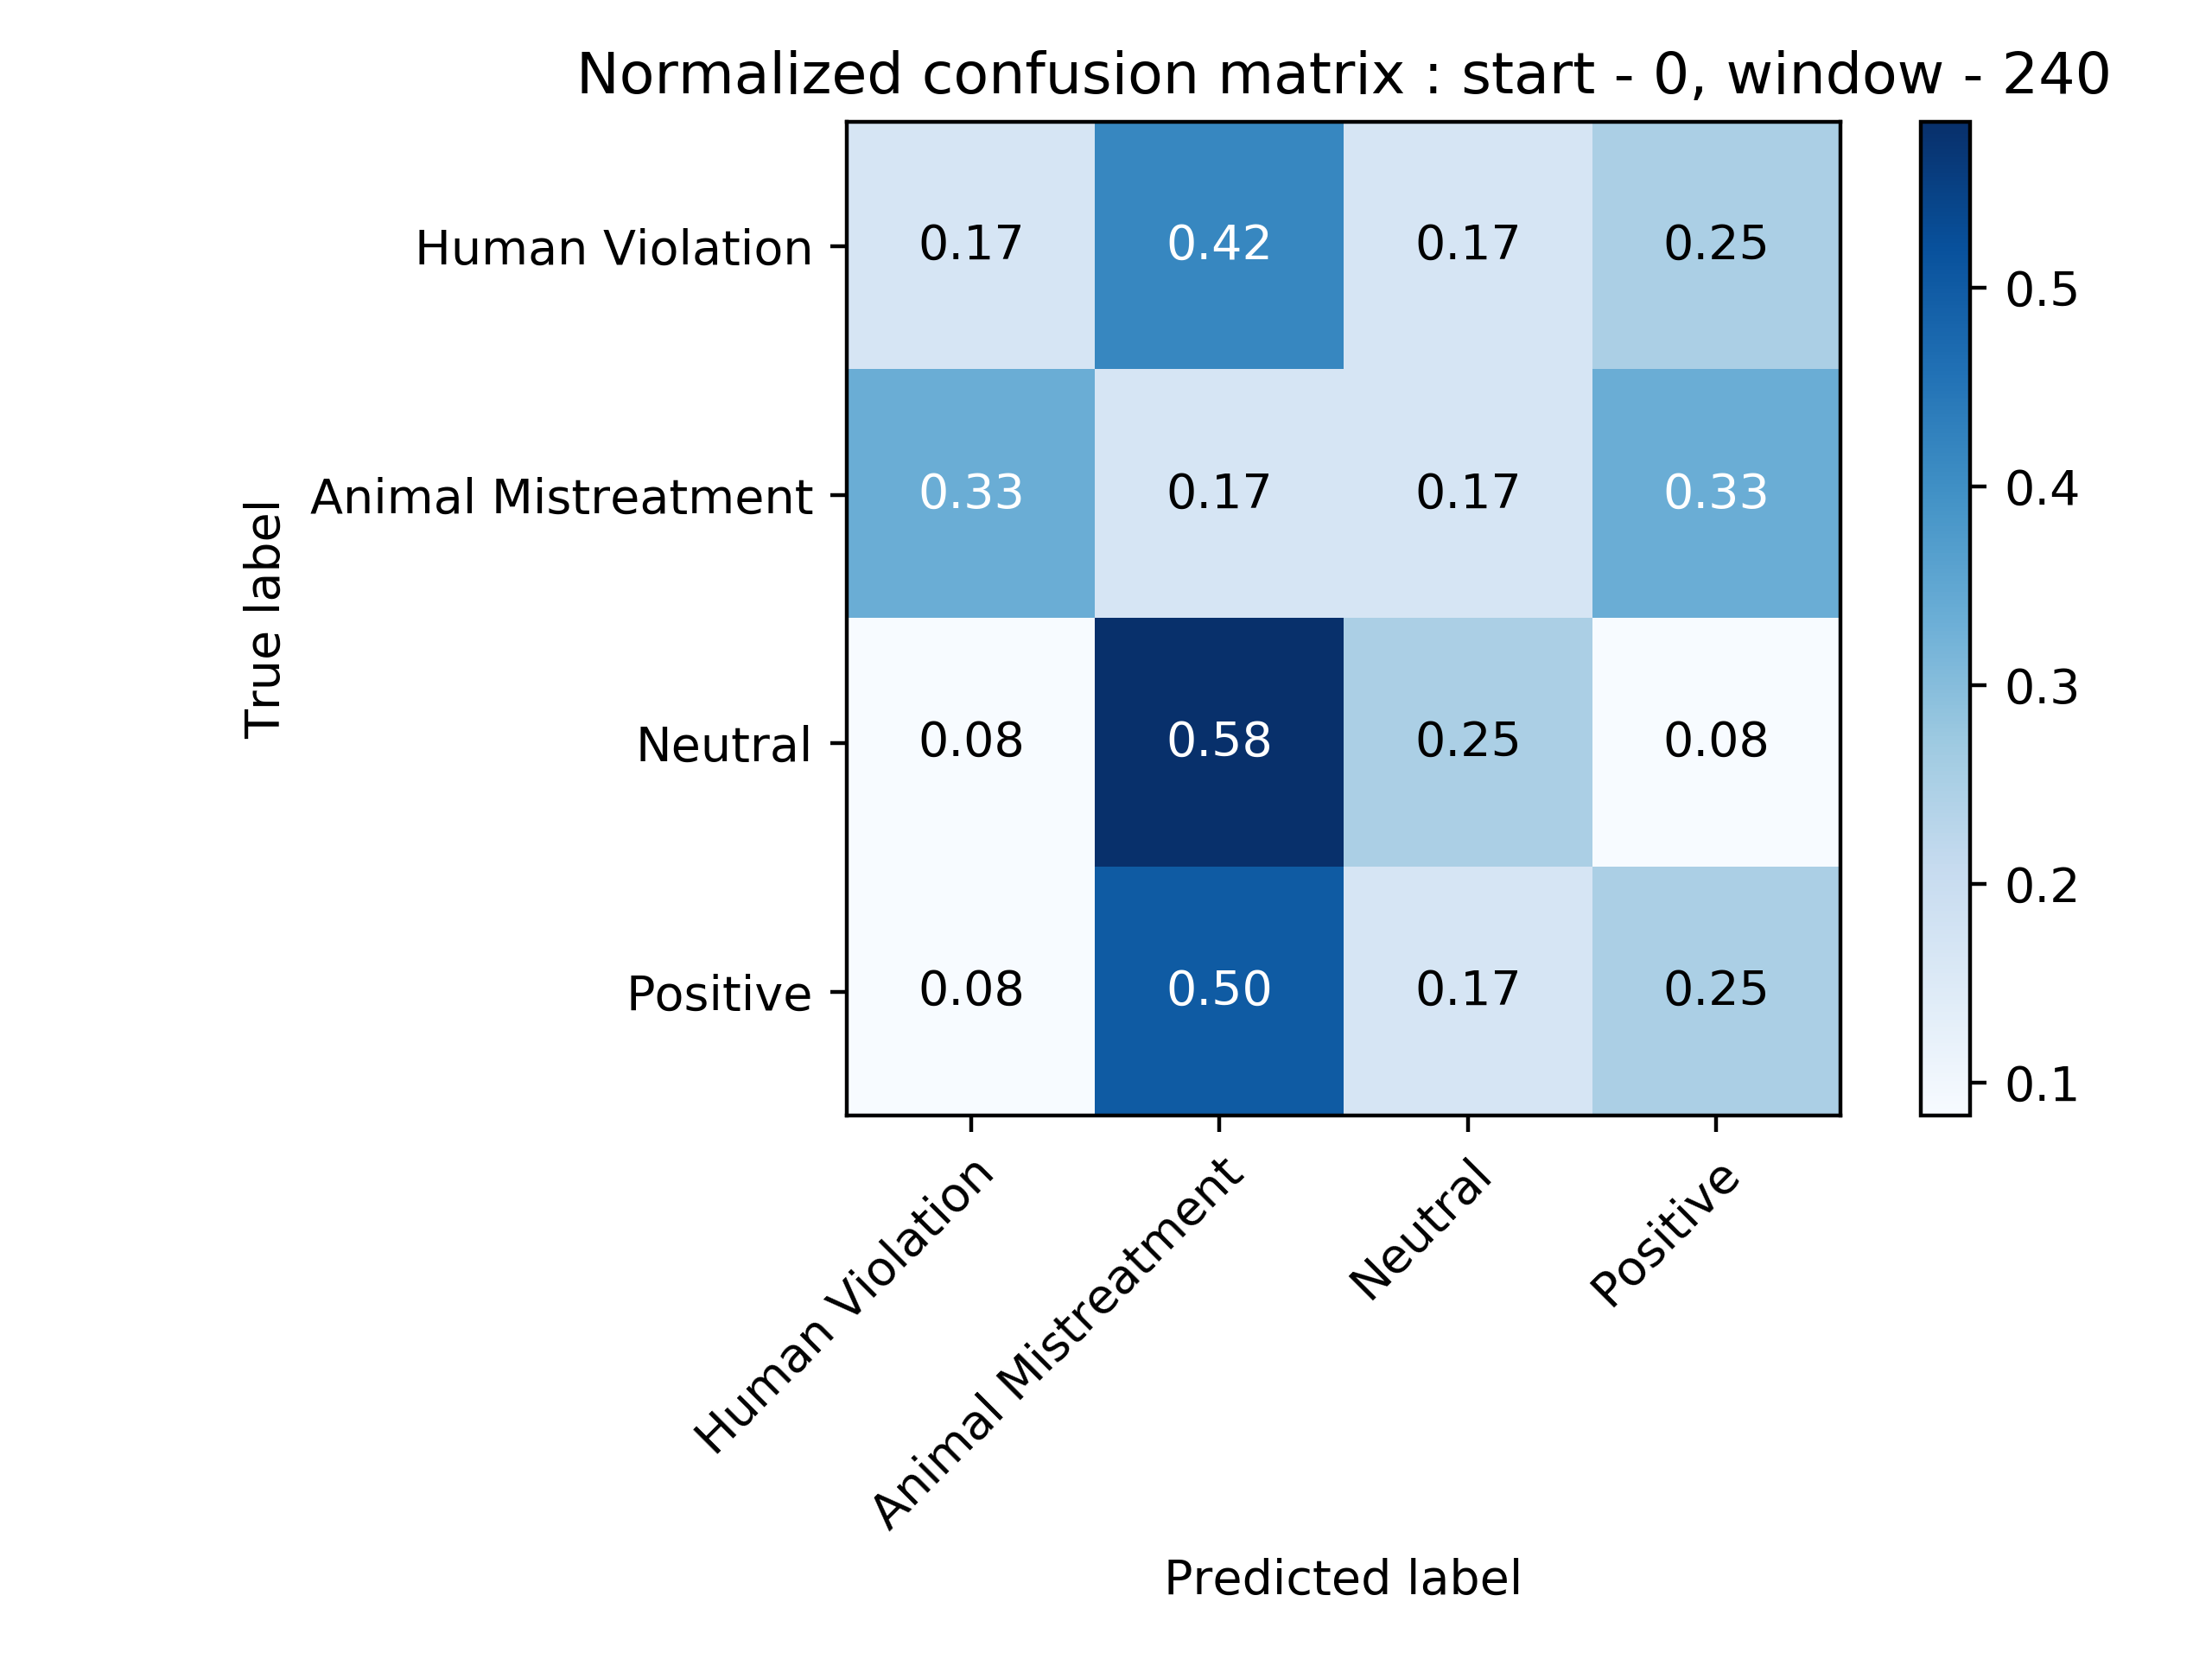 Normalized confusion matrix : start - 0, window - 240
True label
Human Violation 0.17 0.42 0.17 0.25
Animal Mistreatment 0.33 0.17 0.17 0.33
Neutral 0.08 0.58 0.25 0.08
Positive 0.08 0.50 0.17 0.25
Human Violation
Animal Mistreatment
Neutral
Positive
Predicted label
0.5
0.4
0.3
0.2
0.1